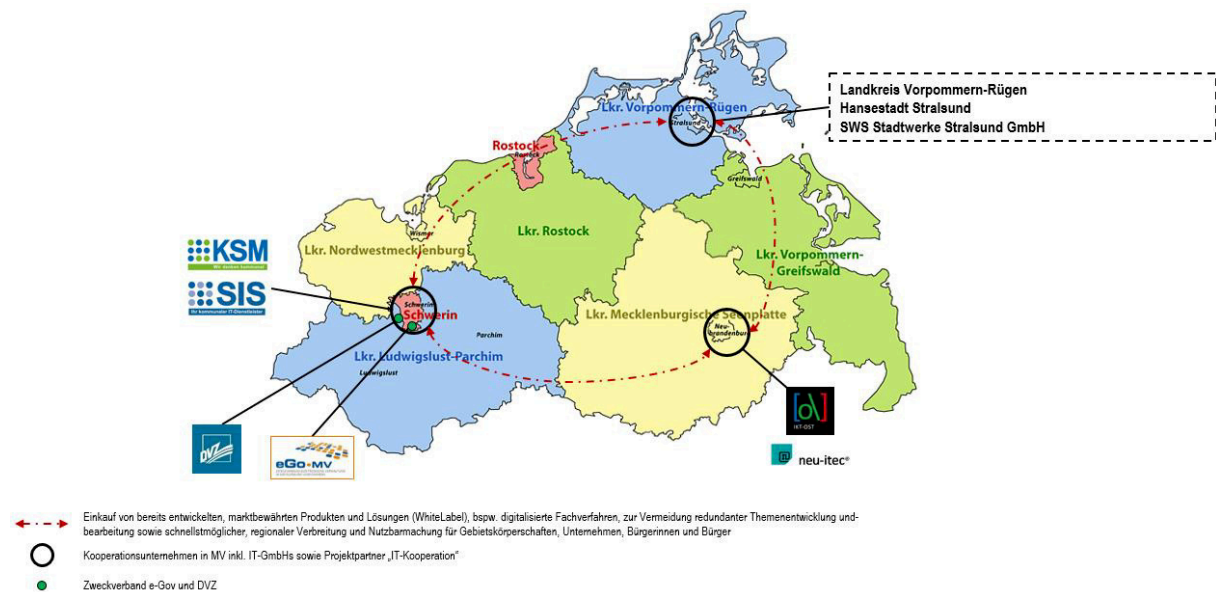 Landkreis Vorpommern-Rügen
Hansestadt Stralsund
SWS Stadtwerke Stralsund GmbH
Lkr. Vorpommern-Rügen
Stralsund
Rostock
Rostock
Greifswald
Lkr. Rostock
Wismar
Lkr. Nordwestmecklenburg
Lkr. Vorpommern-
Greifswald
KSM
SIS
Ihr kommunaler IT-Dienstleister
Schwerin
Schwerin
Lkr. Mecklenburgische Seenplatte
Neu-
brandenburg
Parchim
Lkr. Ludwigslust-Parchim
Ludwigslust
DVZ
eGo-MV
IKT-OST
neu-itec®
Einkauf von bereits entwickelten, marktbewährten Produkten und Lösungen (WhiteLabel), bspw. digitalisierte Fachverfahren, zur Vermeidung redundanter Themenentwicklung und-
bearbeitung sowie schnellstmöglicher, regionaler Verbreitung und Nutzbarmachung für Gebietskörperschaften, Unternehmen, Bürgerinnen und Bürger
Kooperationsunternehmen in MV inkl. IT-GmbHs sowie Projektpartner „IT-Kooperation"
Zweckverband e-Gov und DVZ